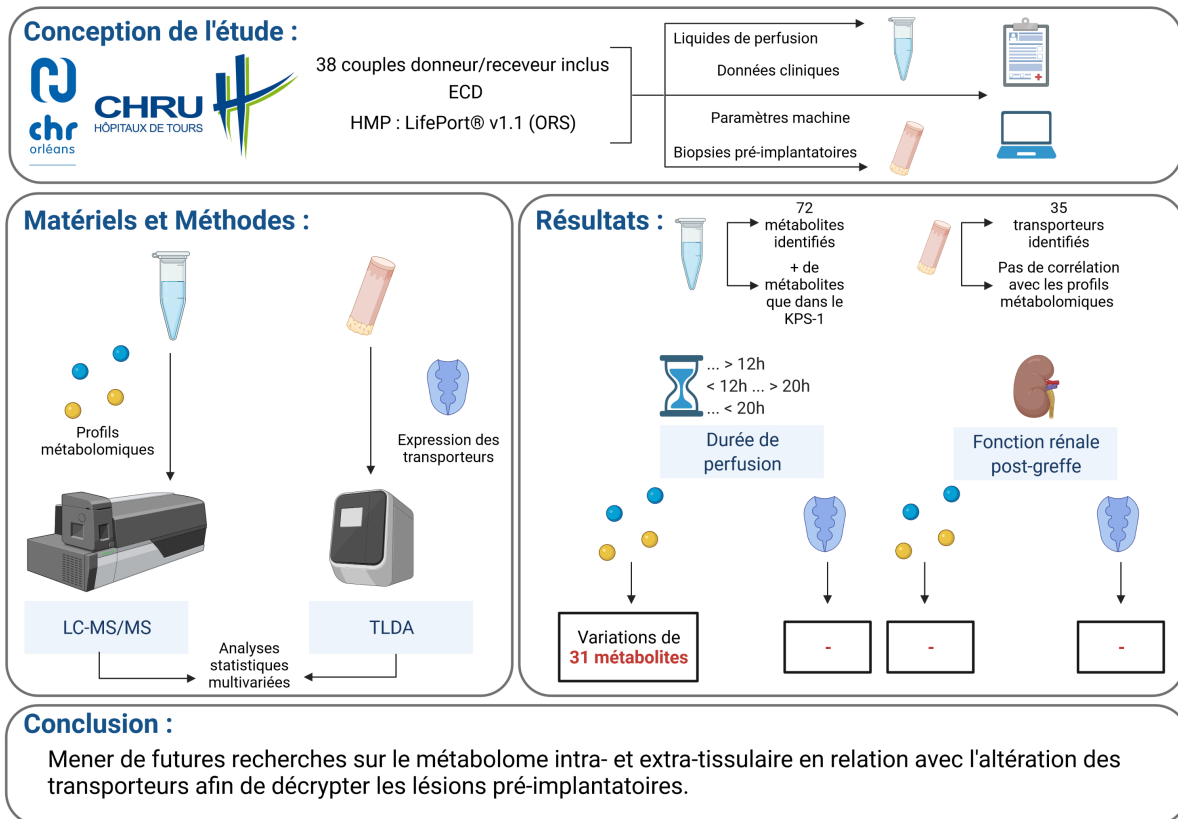 Conception de l'étude :
chr
orléans
CHRU
HÔPITAUX DE TOURS
38 couples donneur/receveur inclus
ECD
HMP : LifePort® v1.1 (ORS)
Liquides de perfusion
Données cliniques
Paramètres machine
Biopsies pré-implantatoires
Matériels et Méthodes :
Profils
métabolomiques
Expression des
transporteurs
LC-MS/MS
TLDA
Analyses
statistiques
multivariées
Résultats :
72
métabolites
identifiés
+ de
métabolites
que dans le
KPS-1
35
transporteurs
identifiés
Pas de corrélation
avec les profils
métabolomiques
... > 12h
< 12h ... > 20h
... < 20h
Durée de
perfusion
Fonction rénale
post-greffe
Variations de
31 métabolites
-
-
-
Conclusion :
Mener de futures recherches sur le métabolome intra- et extra-tissulaire en relation avec l'altération des
transporteurs afin de décrypter les lésions pré-implantatoires.